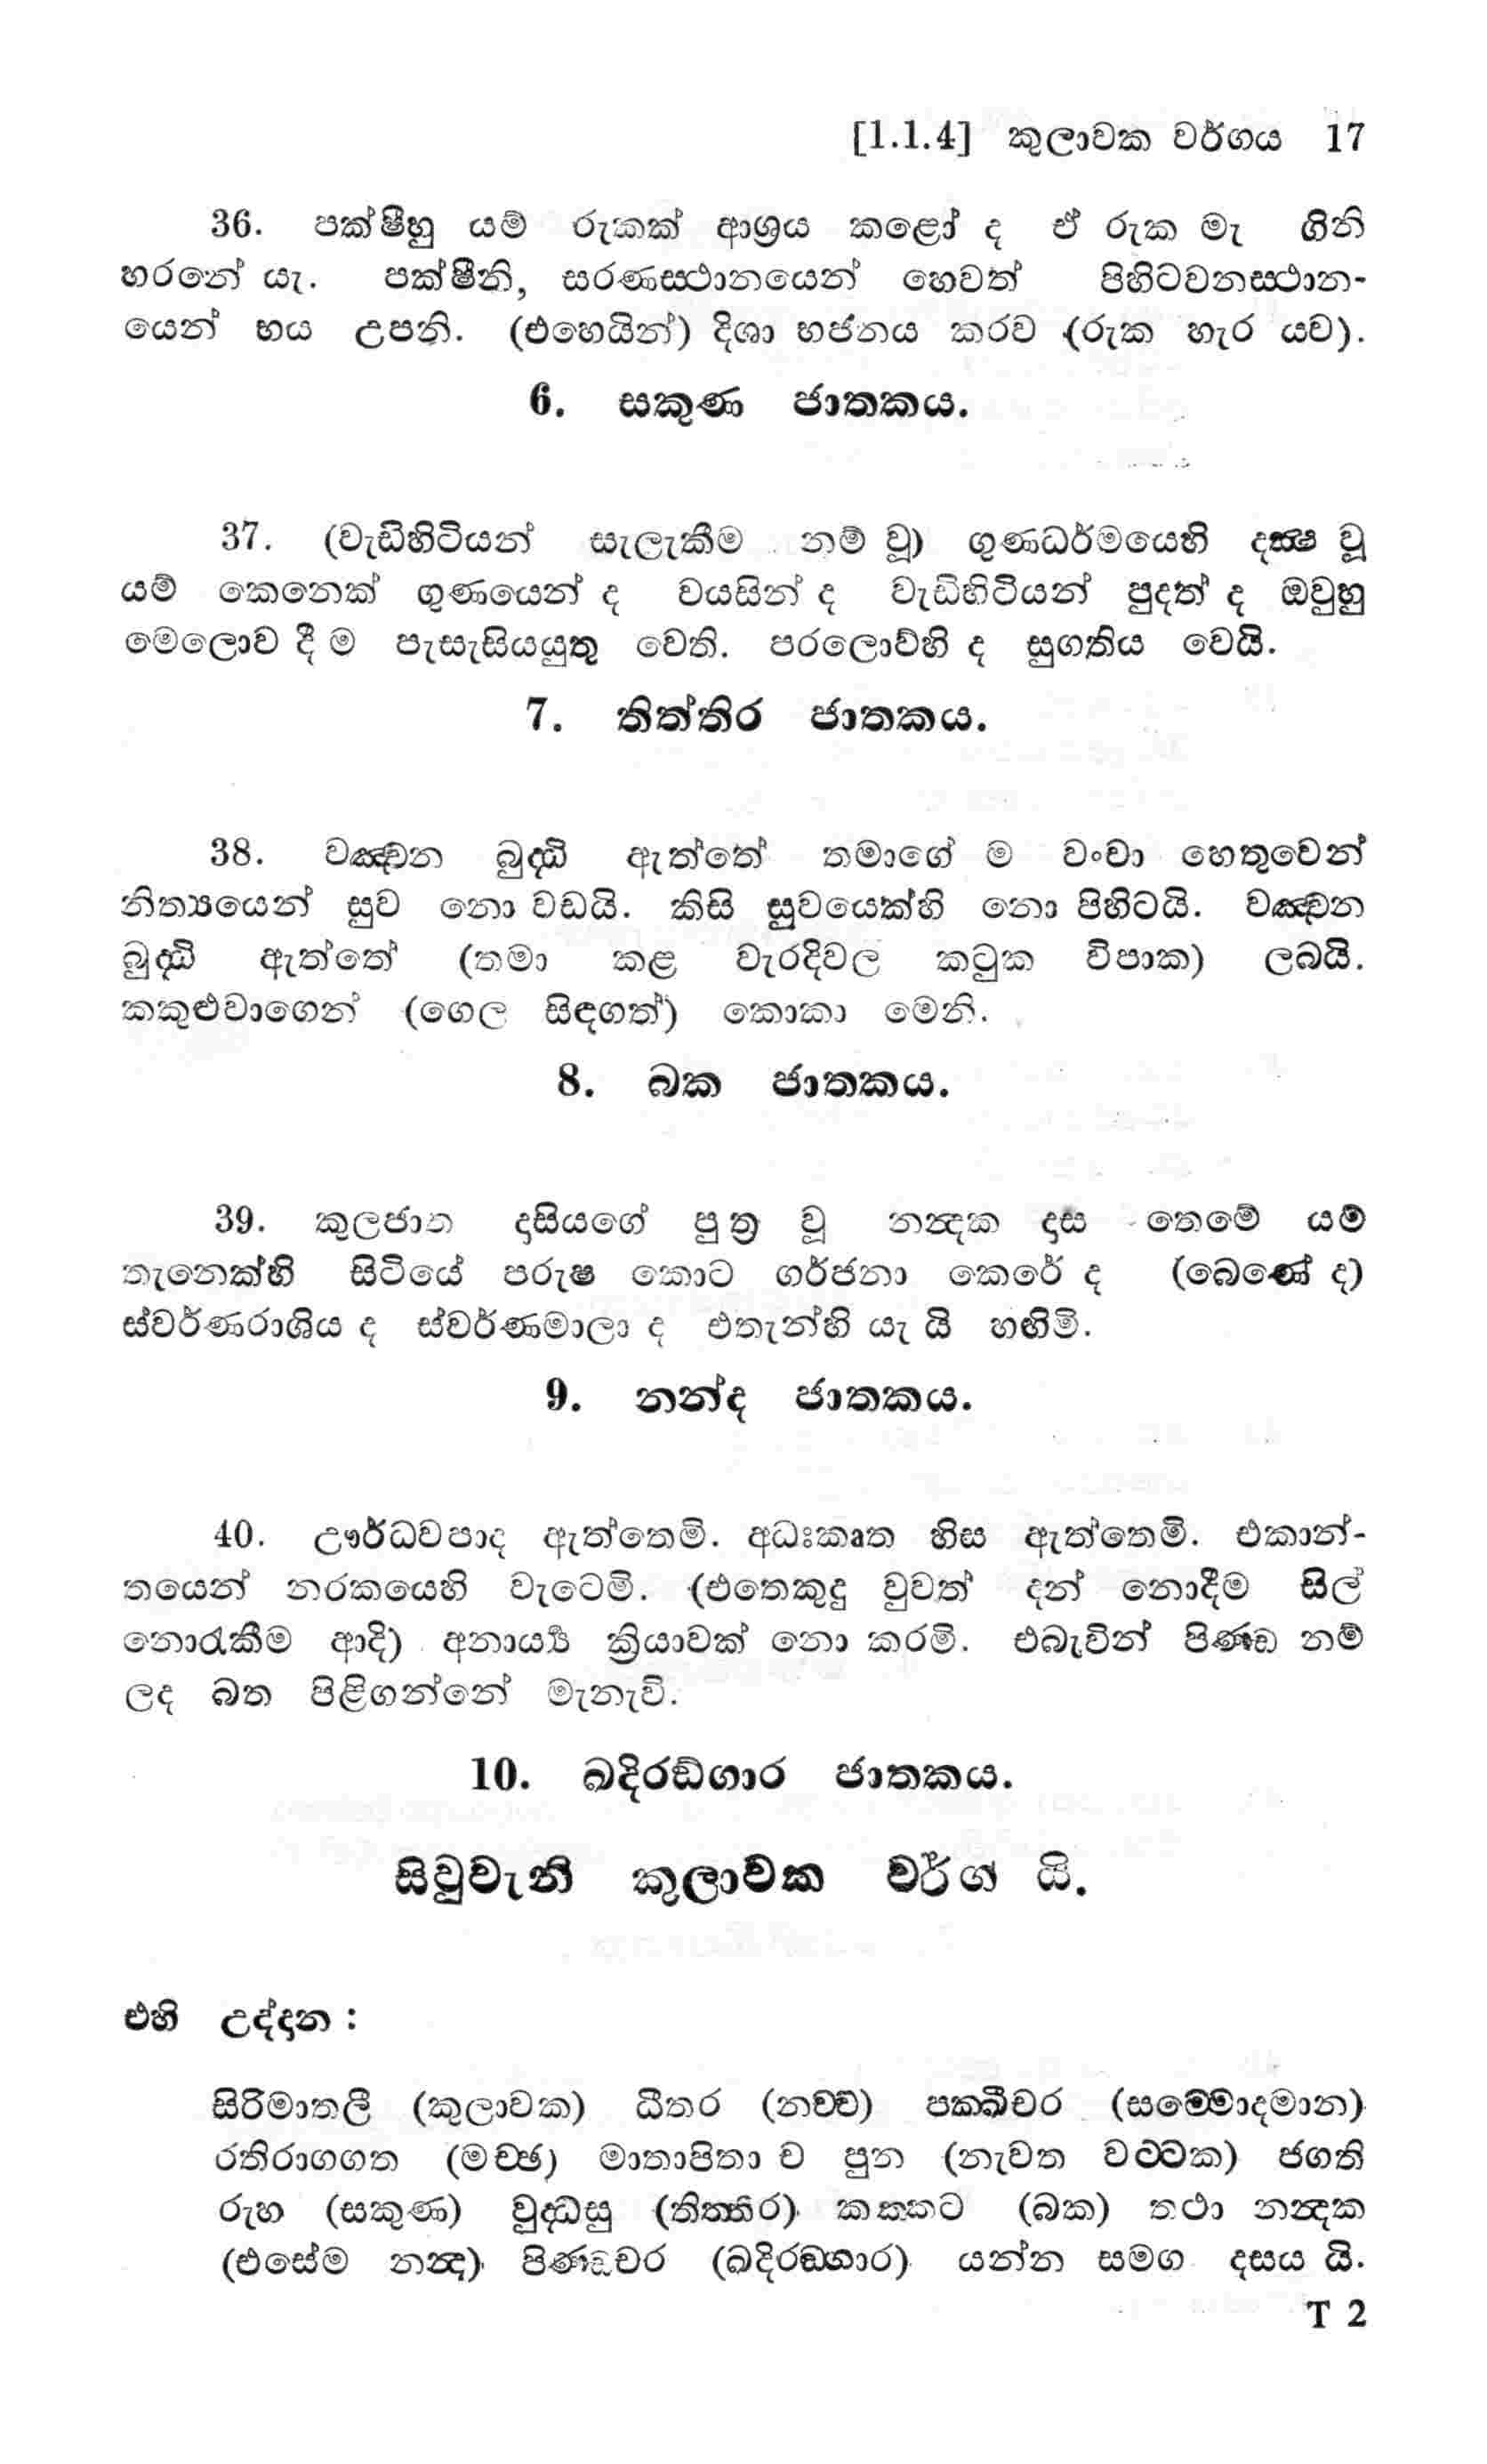 [1.1.4] කුලාවක වර්ගය 17
36. පක්ෂීහු යම් රුකක් ආශ්‍රය කළෝ ද ඒ රුක මැ ගිනි
හරනේ යැ. පක්ෂීනි, සරණස්ථානයෙන් හෙවත් පිහිටවනස්ථාන-
යෙන් භය උපනි. (එහෙයින්) දිශා භජනය කරව (රුක හැර යව).
6. සකුණ ජාතකය.
37. (වැඩිහිටියන් සැලැකීම නම් වූ) ගුණධර්මයෙහි දක්‍ෂ වූ
යම් කෙනෙක් ගුණයෙන් ද වයසින් ද වැඩිහිටියන් පුදත් ද ඔවුහු
මෙලොව දී ම පැසැසියයුතු වෙති. පරලොව්හි ද සුගතිය වෙයි.
7. තිත්තිර ජාතකය.
38. වඤ්චන බුද්ධි ඇත්තේ තමාගේ ම වංචා හෙතුවෙන්
නිත්‍යයෙන් සුව නො වඩයි. කිසි සුවයෙක්හි නො පිහිටයි. වඤ්චන
බුද්ධි ඇත්තේ (තමා කළ වැරදිවල කටුක විපාක) ලබයි.
කකුළුවාගෙන් (ගෙල සිඳගත්) කොකා මෙනි.
8. බක ජාතකය.
39. කුලජාත දාසියගේ පුත්‍ර වූ නන්‍දක දාස තෙමේ යම්
තැනෙක්හි සිටියේ පරුෂ කොට ගර්ජනා කෙරේ ද (බෙණේ ද)
ස්වර්ණරාශිය ද ස්වර්ණමාලා ද එතැන්හි යැ යි හඟිමි.
9. නන්ද ජාතකය.
40. ඌර්ධවපාද ඇත්තෙමි. අධඃකෘත හිස ඇත්තෙමි. එකාන්-
තයෙන් නරකයෙහි වැටෙමි. (එතෙකුදු වුවත් දන් නොදීම සිල්
නොරැකීම ආදි) අනාර්‍ය්‍ය ක්‍රියාවක් නො කරමි. එබැවින් පිණ්ඩ නම්
ලද බත පිළිගන්නේ මැනැවි.
10. ඛදිරඞ්ගාර ජාතකය.
සිවුවැනි කුලාවක වර්ග යි.
එහි උද්දාන :
සිරිමාතලී (කුලාවක) ධීතර (නච්ච) පක්ඛීචර (සම්මොදමාන)
රතිරාගගත (මච්ඡ) මාතාපිතා ච පුන (නැවත වට්ටක) ජගති
රුහ (සකුණ) වුද්ධසු (තිත්තිර) කක්කට (බක) තථා නන්‍දක
(එසේම නන්‍ද) පිණ්ඩචර (ඛදිරඞ්ගාර) යන්න සමග දසය යි.
T 2